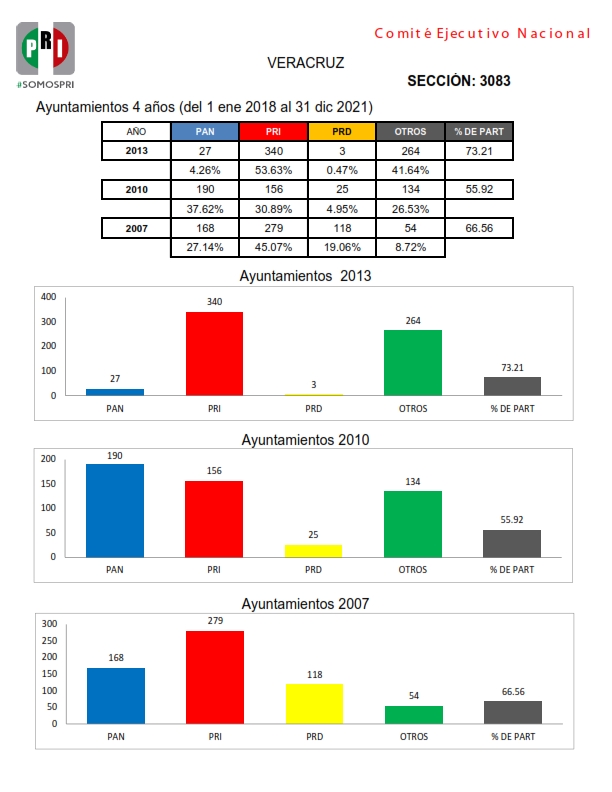 Comité Ejecutivo Nacional
PRI
#SOMOSPRI
VERACRUZ
SECCIÓN: 3083
Ayuntamientos 4 años (del 1 ene 2018 al 31 dic 2021)
AÑO PAN PRI PRD OTROS % DE PART
2013 27 340 3 264 73.21
4.26% 53.63% 0.47% 41.64%
2010 190 156 25 134 55.92
37.62% 30.89% 4.95% 26.53%
2007 168 279 118 54 66.56
27.14% 45.07% 19.06% 8.72%
Ayuntamientos 2013
400
300
200
100
0
27 340 3 264 73.21
PAN PRI PRD OTROS % DE PART
Ayuntamientos 2010
200
150
100
50
0
190 156 25 134 55.92
PAN PRI PRD OTROS % DE PART
Ayuntamientos 2007
300
250
200
150
100
50
0
168 279 118 54 66.56
PAN PRI PRD OTROS % DE PART